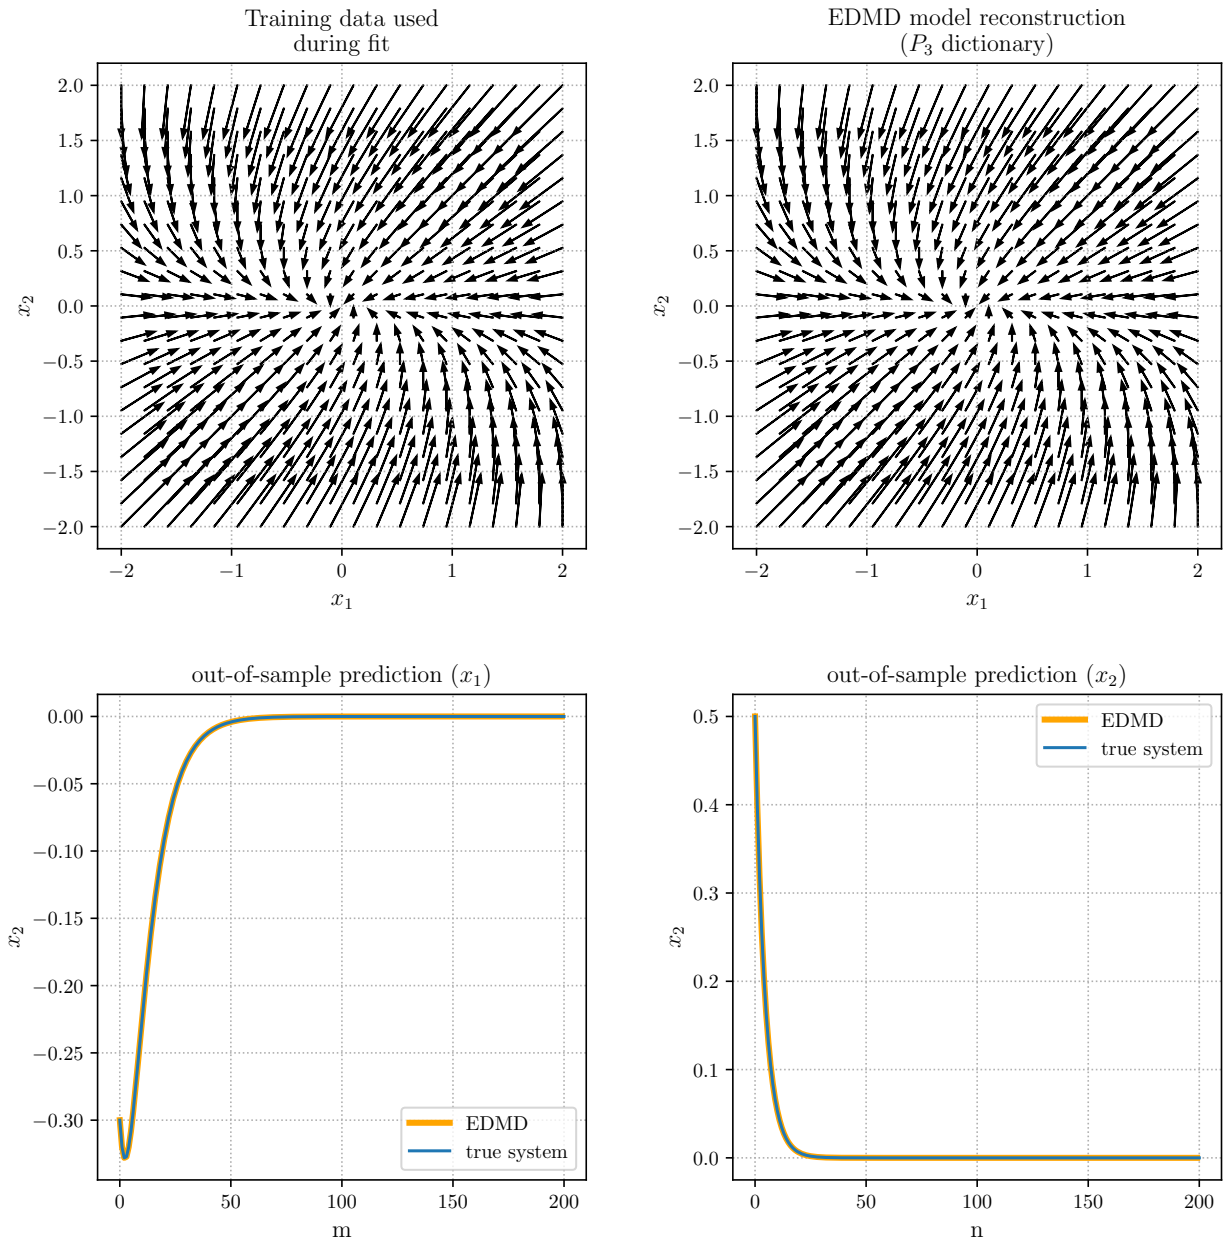 Training data used
during fit
2.0
1.5
1.0
0.5
0.0
−0.5
−1.0
−1.5
−2.0
x₂
−2 −1 0 1 2
x₁
EDMD model reconstruction
(P₃ dictionary)
2.0
1.5
1.0
0.5
0.0
−0.5
−1.0
−1.5
−2.0
x₂
−2 −1 0 1 2
x₁
out-of-sample prediction (x₁)
0.00
−0.05
−0.10
−0.15
−0.20
−0.25
−0.30
x₂
EDMD
true system
0 50 100 150 200
m
out-of-sample prediction (x₂)
0.5
0.4
0.3
0.2
0.1
0.0
x₂
EDMD
true system
0 50 100 150 200
n